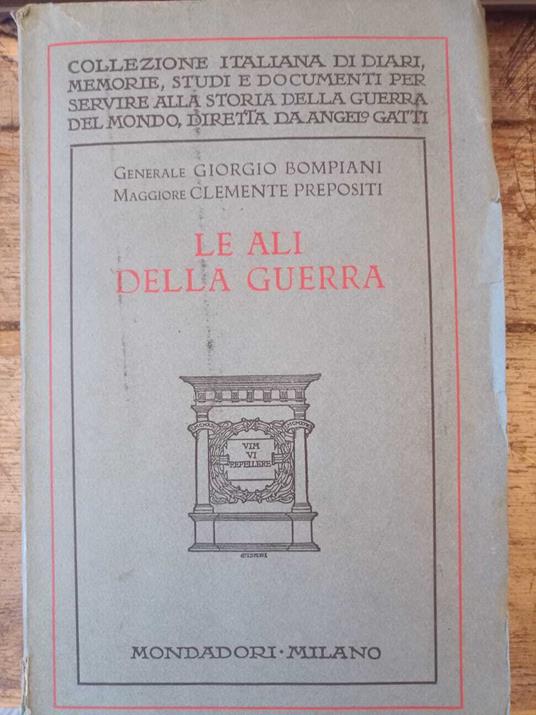 COLLEZIONE ITALIANA DI DIARI,
MEMORIE, STUDI E DOCUMENTI PER
SERVIRE ALLA STORIA DELLA GUERRA
DEL MONDO, DIRETTA DA ANGELO GATTI
GENERALE GIORGIO BOMPIANI
MAGGIORE CLEMENTE PREPOSITI
LE ALI
DELLA GUERRA
VIM
VI
REPELLERE
MONDADORI · MILANO